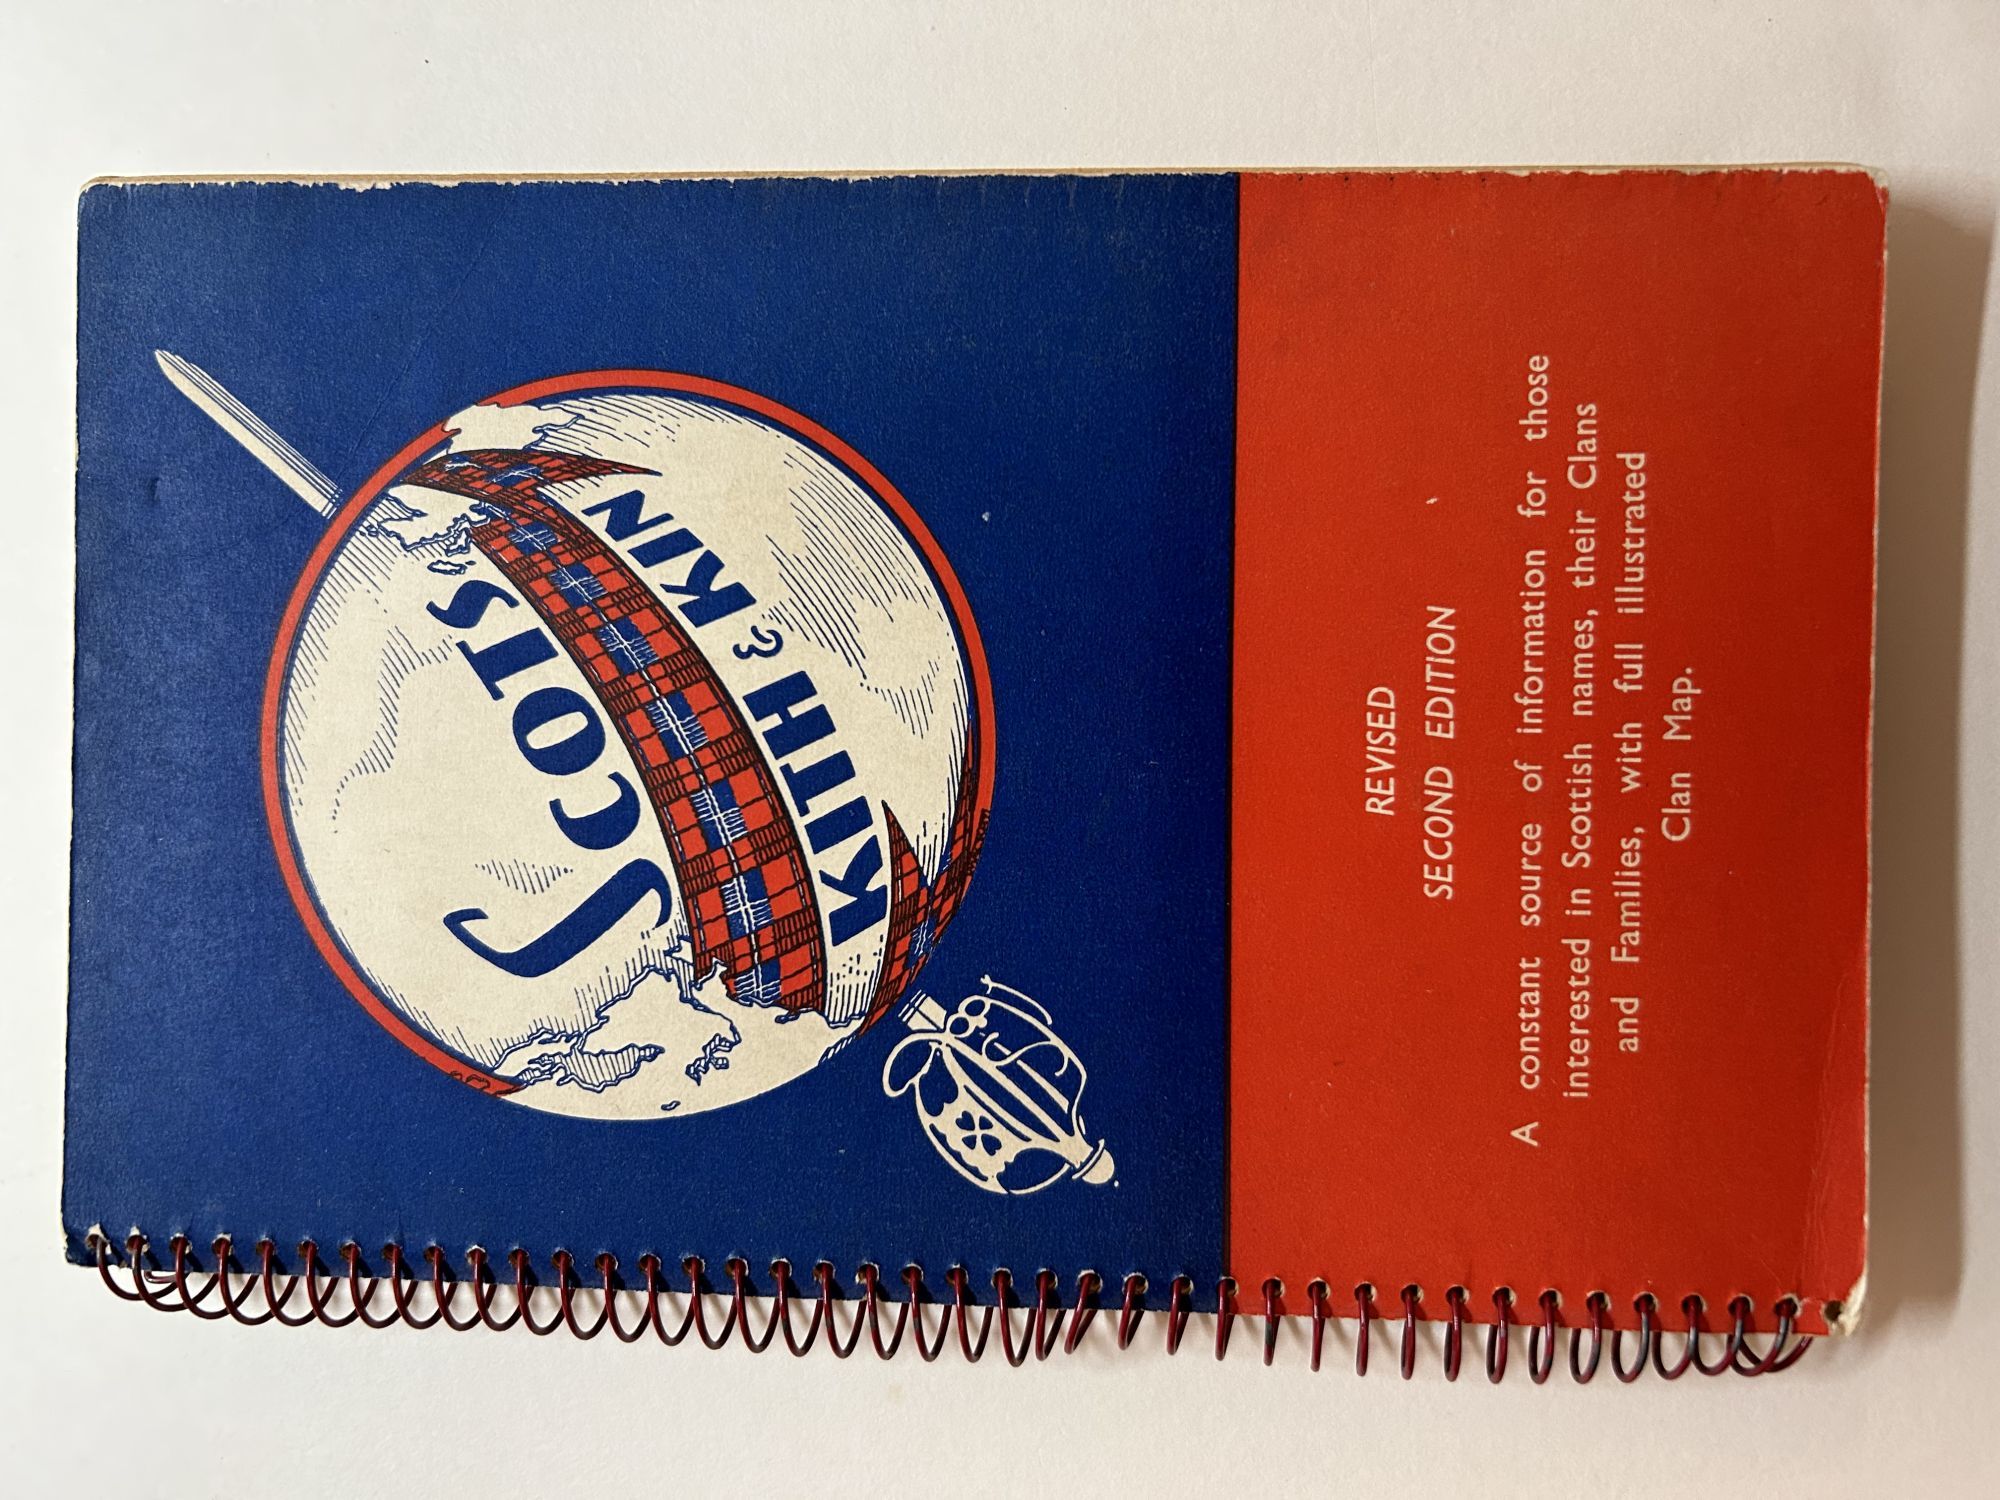 SCOTS
KITH & KIN
REVISED
SECOND EDITION
A constant source of information for those
interested in Scottish names, their Clans
and Families, with full illustrated
Clan Map.